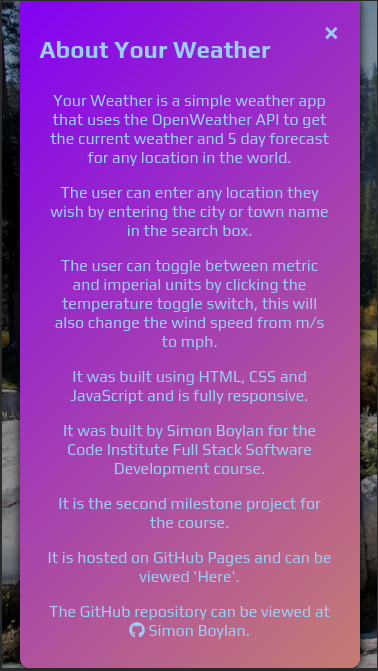 ×
About Your Weather
Your Weather is a simple weather app
that uses the OpenWeather API to get
the current weather and 5 day forecast
for any location in the world.
The user can enter any location they
wish by entering the city or town name
in the search box.
The user can toggle between metric
and imperial units by clicking the
temperature toggle switch, this will
also change the wind speed from m/s
to mph.
It was built using HTML, CSS and
JavaScript and is fully responsive.
It was built by Simon Boylan for the
Code Institute Full Stack Software
Development course.
It is the second milestone project for
the course.
It is hosted on GitHub Pages and can be
viewed 'Here'.
The GitHub repository can be viewed at
Simon Boylan.